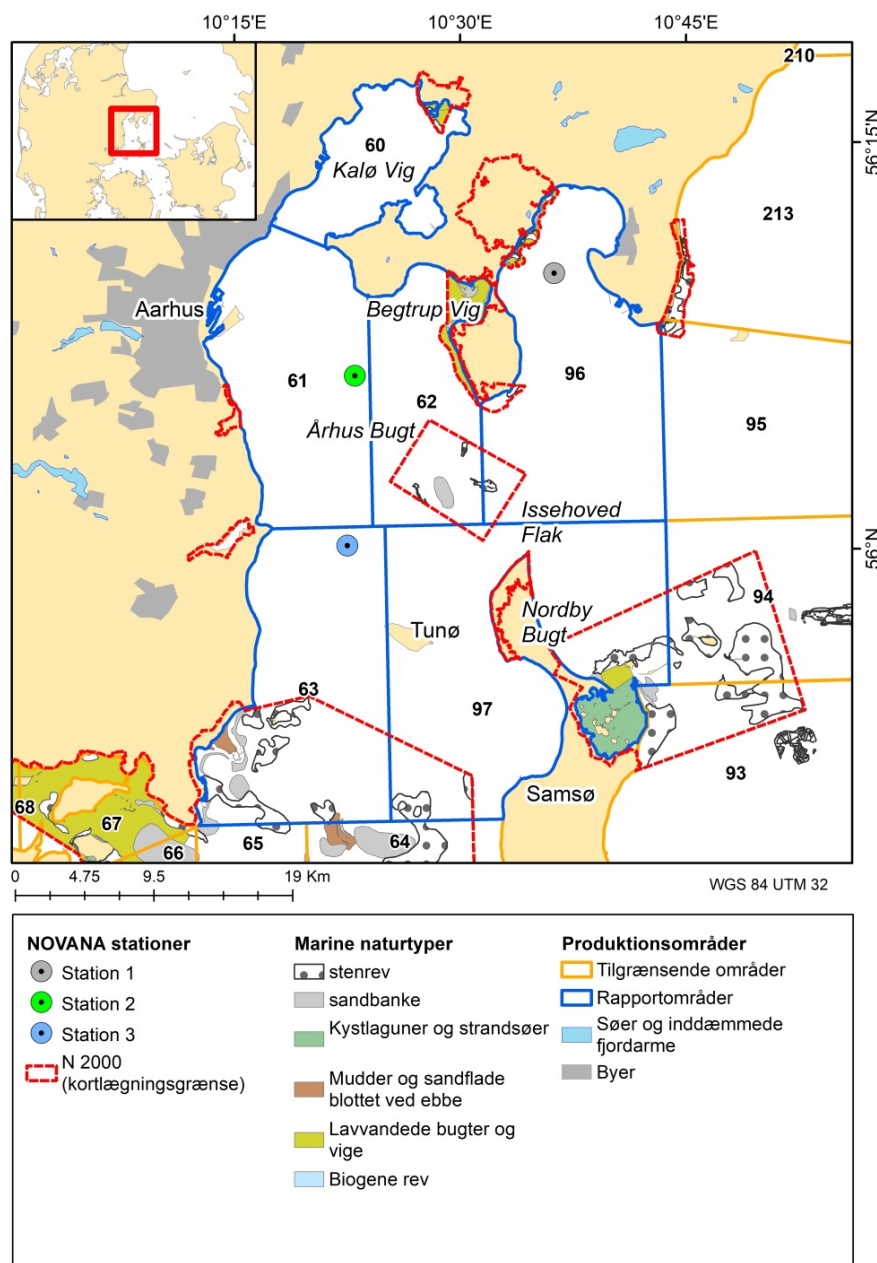 10°15'E
10°30'E
10°45'E
210
56°15'N
60
Kalø Vig
213
Aarhus
Begtrup Vig
61
62
96
95
Århus Bugt
Issehoved
Flak
56°N
94
Nordby
Bugt
Tunø
63
97
93
Samsø
68
67
66
65
64
0 4.75 9.5 19 Km
WGS 84 UTM 32
NOVANA stationer
Station 1
Station 2
Station 3
N 2000
(kortlægningsgrænse)
Marine naturtyper
stenrev
sandbanke
Kystlaguner og strandsøer
Mudder og sandflade
blottet ved ebbe
Lavvandede bugter og
vige
Biogene rev
Produktionsområder
Tilgrænsende områder
Rapportområder
Søer og inddæmmede
fjordarme
Byer